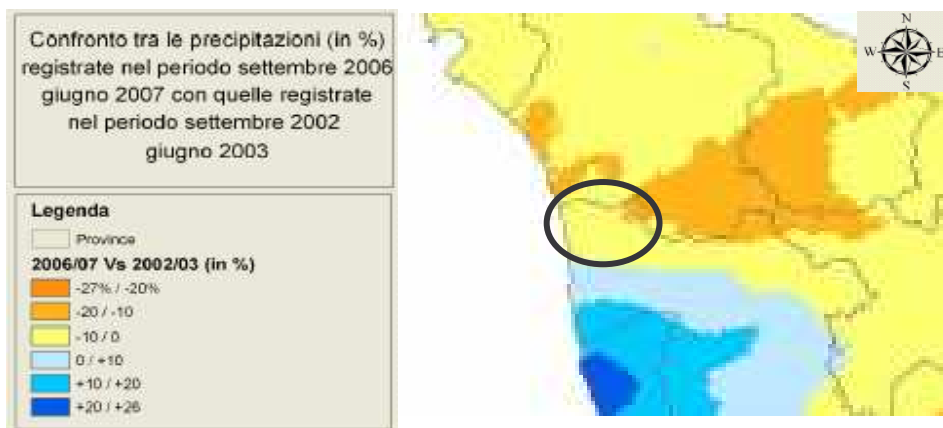 Confronto tra le precipitazioni (in %)
registrate nel periodo settembre 2006
giugno 2007 con quelle registrate
nel periodo settembre 2002
giugno 2003
Legenda
Province
2006/07 Vs 2002/03 (in %)
-27% / -20%
-20 / -10
-10 / 0
0 / +10
+10 / +20
+20 / +26
N
W
E
S